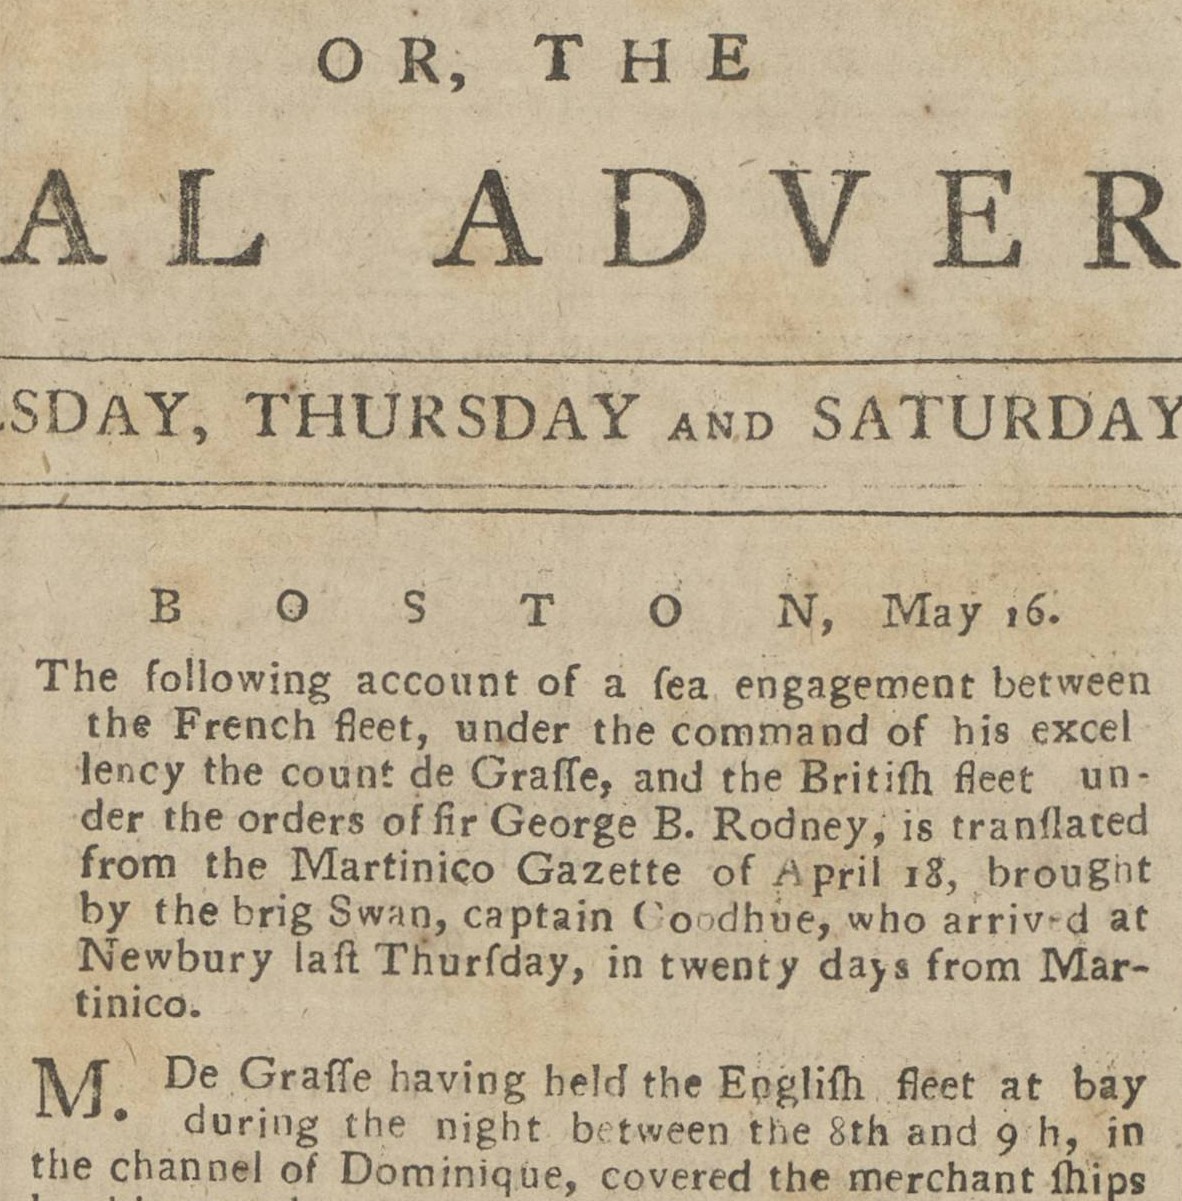 OR, THE
AL ADVER
SDAY, THURSDAY AND SATURDAY
BOSTON, May 16.
The following account of a ſea engagement between
the French fleet, under the command of his excel
lency the count de Graſſe, and the Britiſh fleet un-
der the orders of ſir George B. Rodney, is tranſlated
from the Martinico Gazette of April 18, brought
by the brig Swan, captain Goodhue, who arrived at
Newbury laſt Thurſday, in twenty days from Mar-
tinico.
M. De Graſſe having held the Engliſh fleet at bay
during the night between the 8th and 9 h, in
the channel of Dominique, covered the merchant ſhips